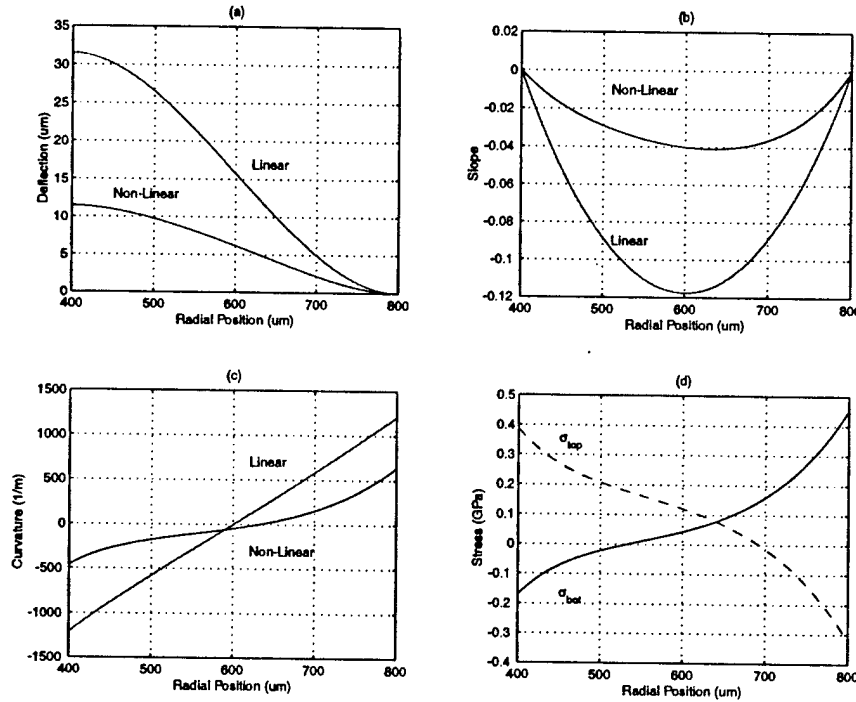 (a)
35
30
25
20
15
10
5
0
Deflection (um)
Linear
Non-Linear
400
500
600
700
800
Radial Position (um)
(b)
0.02
0
-0.02
-0.04
-0.06
-0.08
-0.1
-0.12
Slope
Non-Linear
Linear
400
500
600
700
800
Radial Position (um)
(c)
1500
1000
500
0
-500
-1000
-1500
Curvature (1/m)
Linear
Non-Linear
400
500
600
700
800
Radial Position (um)
(d)
0.5
0.4
0.3
0.2
0.1
0
-0.1
-0.2
-0.3
-0.4
Stress (GPa)
σtop
σbot
400
500
600
700
800
Radial Position (um)